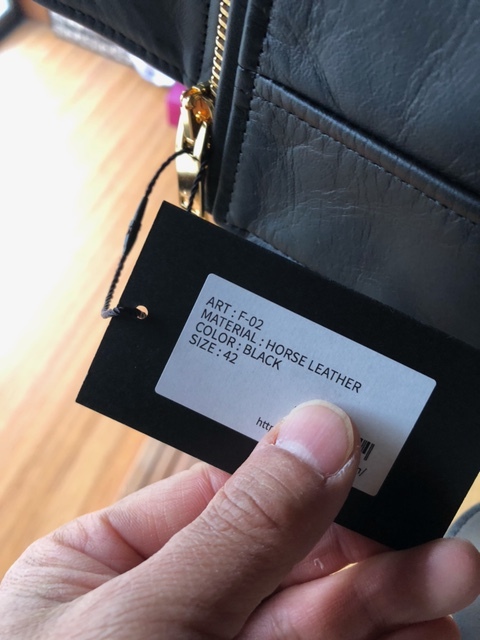 ART : F-02
MATERIAL : HORSE LEATHER
COLOR : BLACK
SIZE : 42